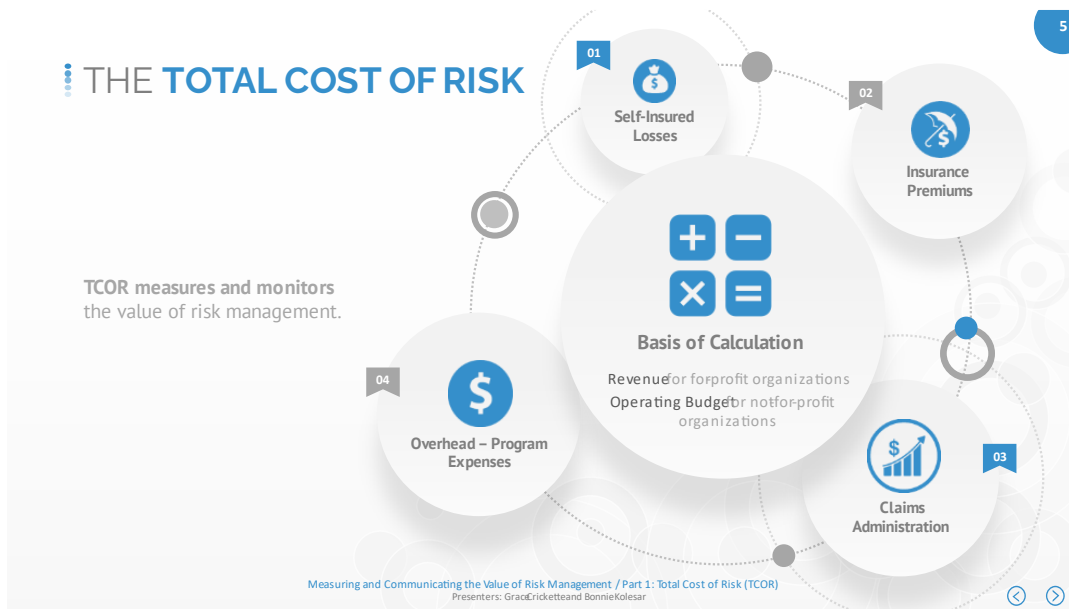 5
THE TOTAL COST OF RISK
01
Self-Insured
Losses
02
Insurance
Premiums
TCOR measures and monitors
the value of risk management.
Basis of Calculation
Revenue for for-profit organizations
Operating Budget for not-for-profit
organizations
04
Overhead – Program
Expenses
03
Claims
Administration
Measuring and Communicating the Value of Risk Management / Part 1: Total Cost of Risk (TCOR)
Presenters: Grace Crickette and Bonnie Kolesar